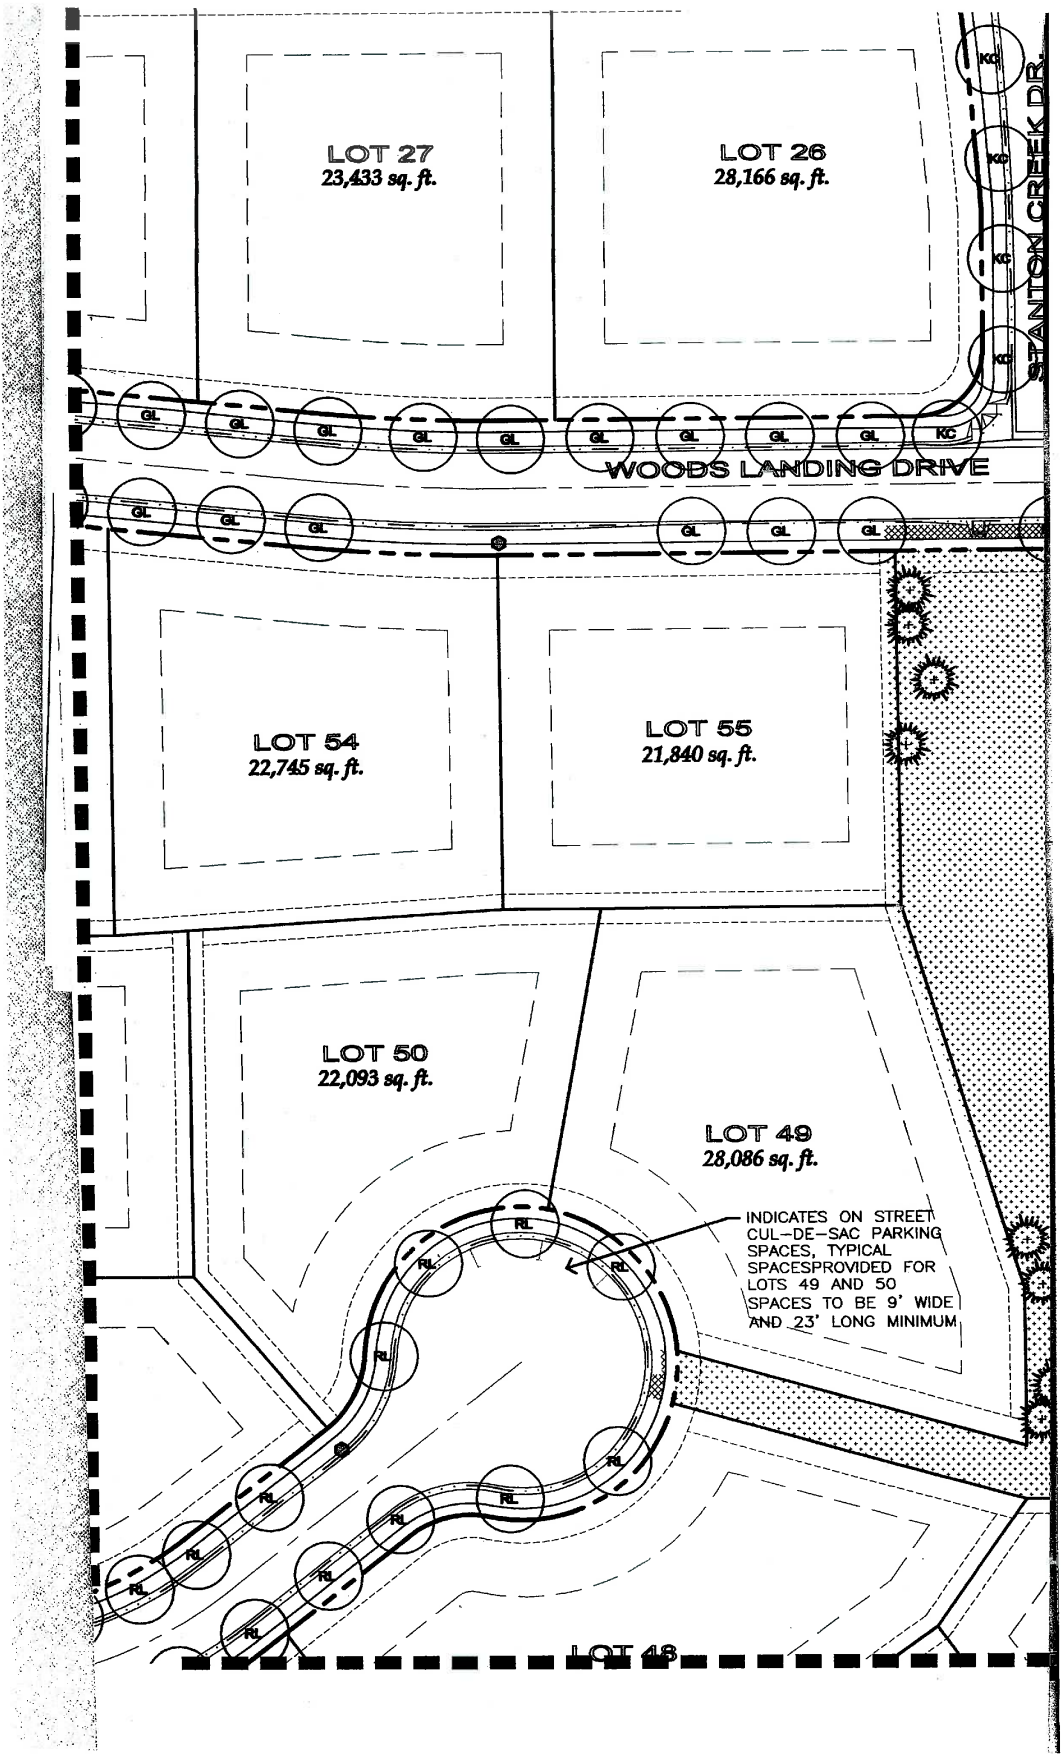 KC
LOT 27
23,433 sq. ft.
LOT 26
28,166 sq. ft.
KC
KC
KC
STANTON CREEK DR.
GL
GL
GL
GL
GL
GL
GL
GL
GL
KC
WOODS LANDING DRIVE
GL
GL
GL
GL
GL
GL
LOT 54
22,745 sq. ft.
LOT 55
21,840 sq. ft.
LOT 50
22,093 sq. ft.
LOT 49
28,086 sq. ft.
INDICATES ON STREET
CUL-DE-SAC PARKING
SPACES, TYPICAL
SPACESPROVIDED FOR
LOTS 49 AND 50
SPACES TO BE 9' WIDE
AND 23' LONG MINIMUM
RL
RL
RL
RL
RL
RL
RL
RL
RL
RL
RL
RL
LOT 48